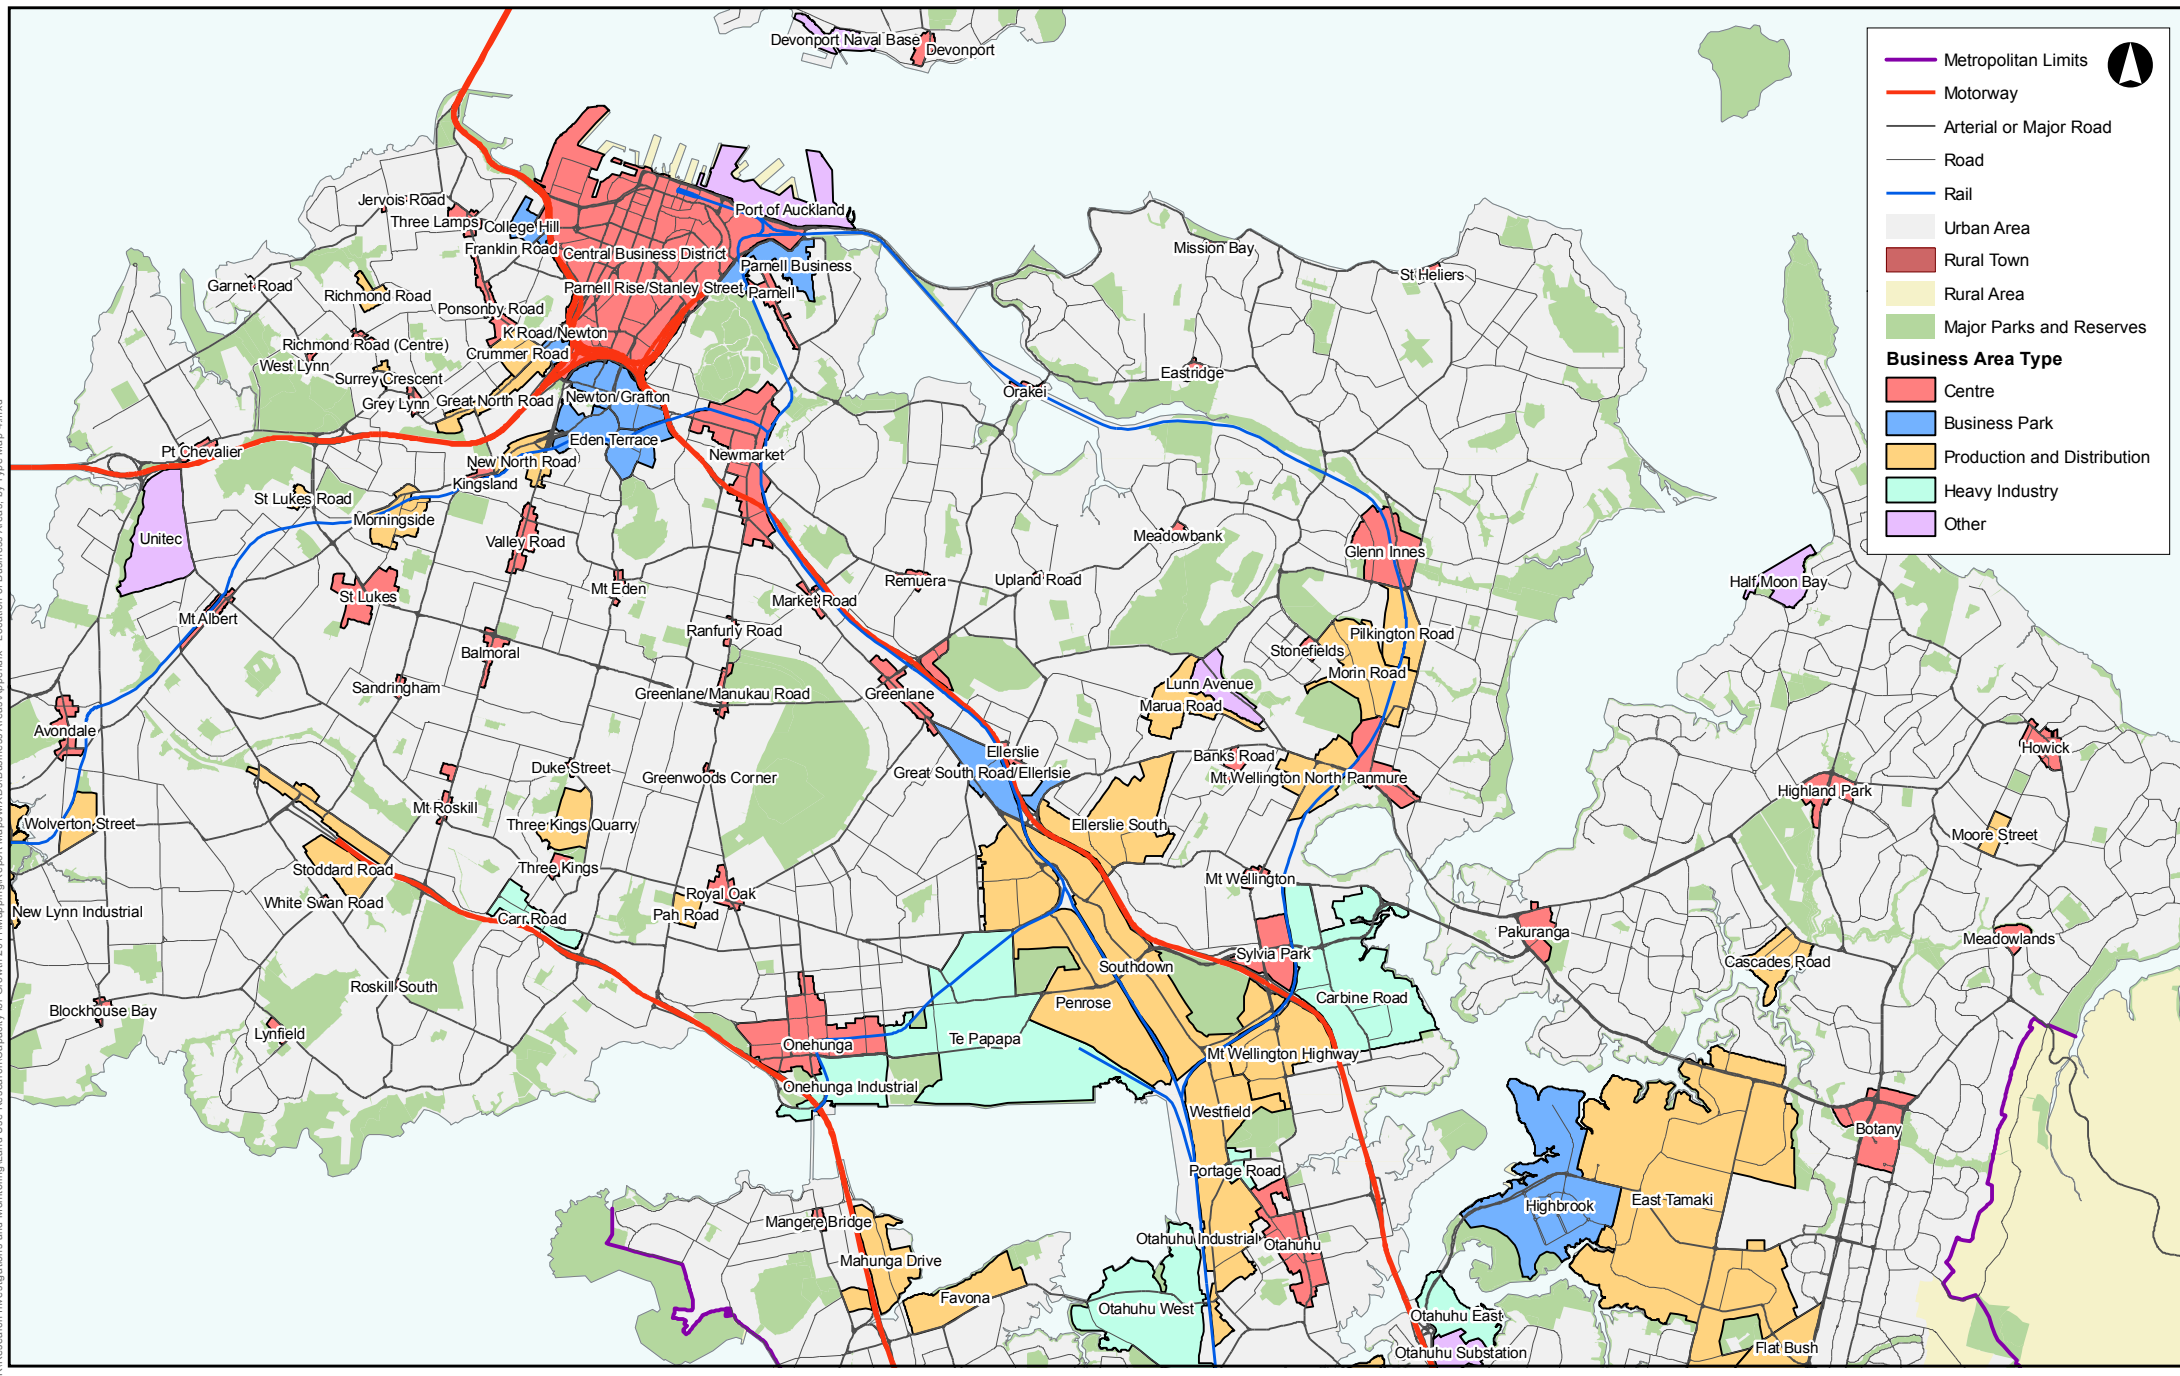 Devonport Naval Base
Devonport
Metropolitan Limits
Motorway
Arterial or Major Road
Road
Rail
Urban Area
Rural Town
Rural Area
Major Parks and Reserves
Business Area Type
Centre
Business Park
Production and Distribution
Heavy Industry
Other
Jervois Road
Three Lamps
College Hill
Franklin Road
Port of Auckland
Central Business District
Parnell Business
Parnell Rise/Stanley Street
Parnell
Mission Bay
St Heliers
Garnet Road
Richmond Road
Ponsonby Road
K Road/Newton
Richmond Road (Centre)
Crummer Road
West Lynn
Surrey Crescent
Grey Lynn
Great North Road
Newton/Grafton
Eastridge
Orakei
Pt Chevalier
Eden Terrace
New North Road
Newmarket
Kingsland
St Lukes Road
Morningside
Unitec
Valley Road
Meadowbank
Glenn Innes
St Lukes
Mt Eden
Market Road
Remuera
Upland Road
Half Moon Bay
Mt Albert
Ranfurly Road
Pilkington Road
Balmoral
Stonefields
Morin Road
Sandringham
Greenlane/Manukau Road
Greenlane
Lunn Avenue
Marua Road
Avondale
Ellerslie
Banks Road
Howick
Duke Street
Greenwoods Corner
Great South Road/Ellerlsie
Mt Wellington North
Panmure
Highland Park
Mt Roskill
Wolverton Street
Three Kings Quarry
Ellerslie South
Moore Street
Stoddard Road
Three Kings
Royal Oak
Mt Wellington
White Swan Road
New Lynn Industrial
Carr Road
Pah Road
Pakuranga
Meadowlands
Sylvia Park
Cascades Road
Southdown
Roskill South
Penrose
Carbine Road
Blockhouse Bay
Lynfield
Onehunga
Te Papapa
Mt Wellington Highway
Onehunga Industrial
Westfield
Botany
Portage Road
Highbrook
East Tamaki
Mangere Bridge
Otahuhu Industrial
Otahuhu
Mahunga Drive
Favona
Otahuhu West
Otahuhu East
Otahuhu Substation
Flat Bush